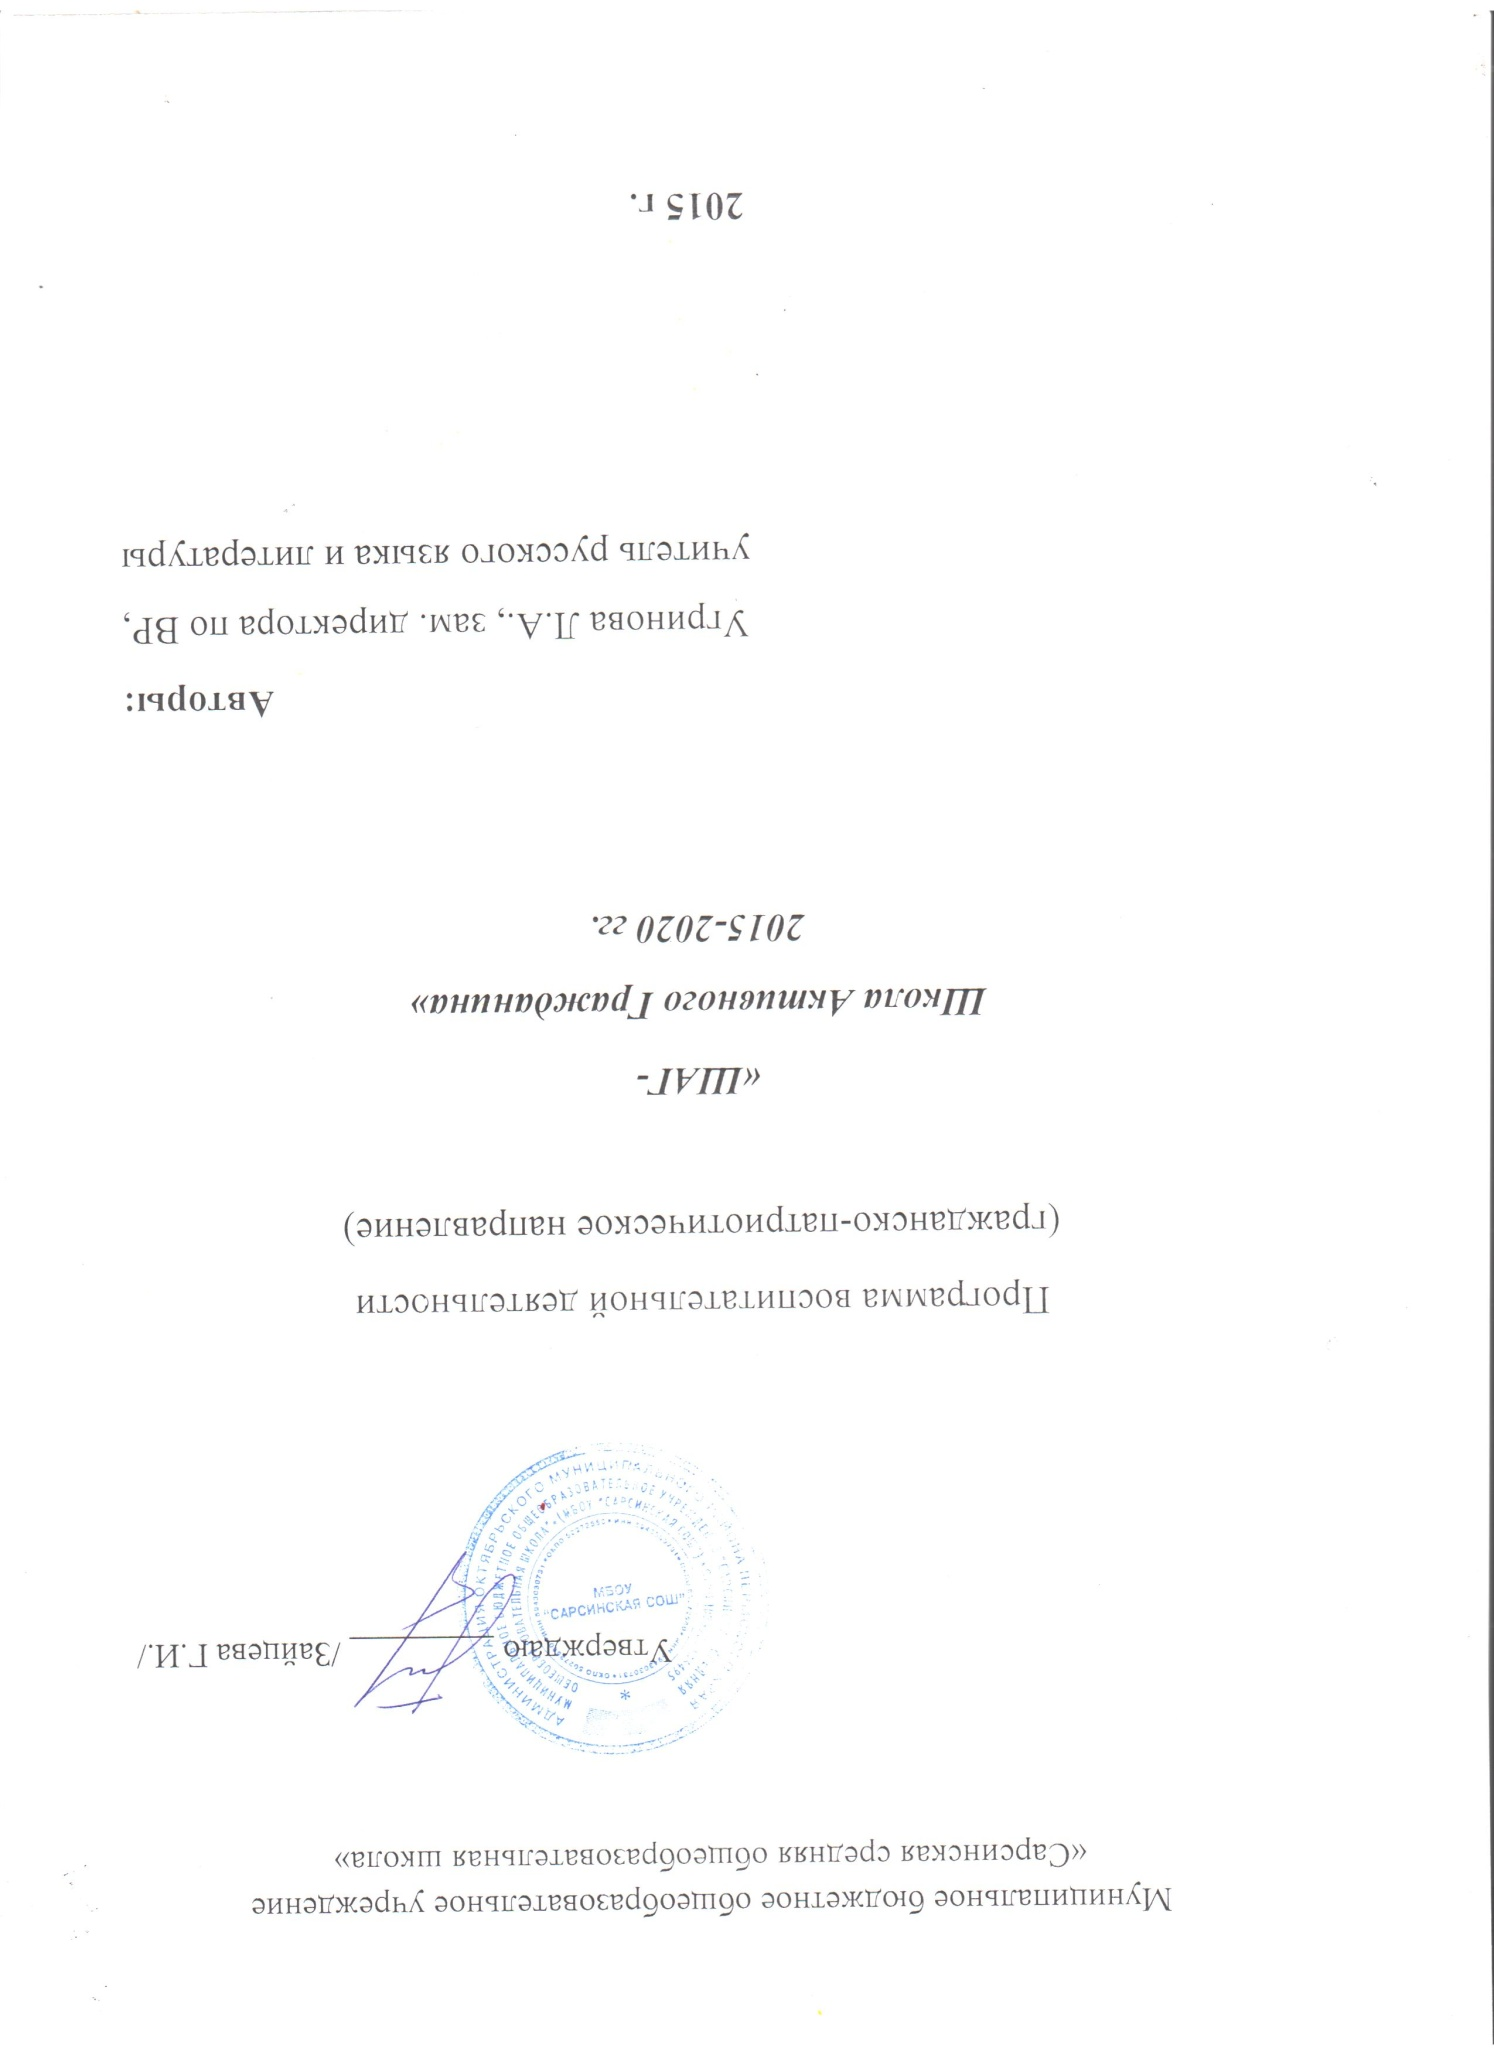 Муниципальное бюджетное общеобразовательное учреждение
«Сарсинская средняя общеобразовательная школа»
Утверждаю ________ /Зайцева Г.И./
МБОУ
"САРСИНСКАЯ СОШ"
Программа воспитательной деятельности
(гражданско-патриотическое направление)
«ШАГ-
Школа Активного Гражданина»
2015-2020 гг.
Авторы:
Угринова Л.А., зам. директора по ВР,
учитель русского языка и литературы
2015 г.